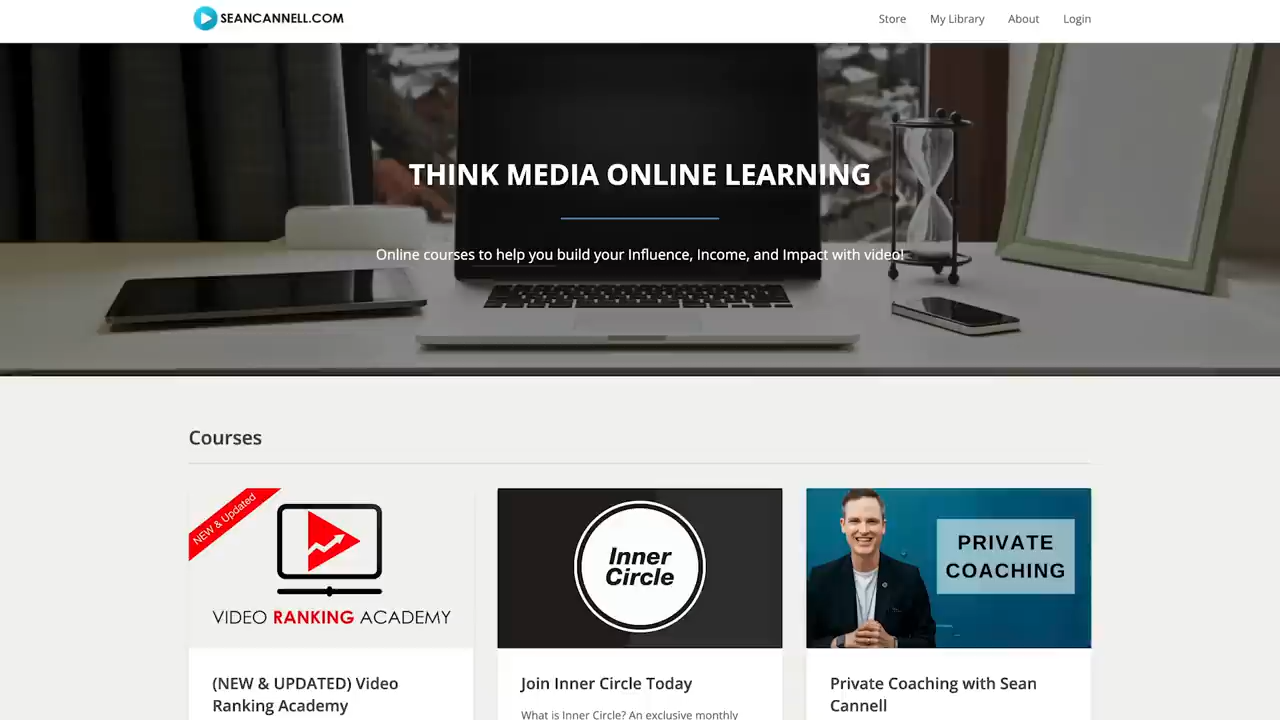 SEANCANNELL.COM
Store
My Library
About
Login
THINK MEDIA ONLINE LEARNING
Online courses to help you build your Influence, Income, and Impact with video!
Courses
NEW & Updated
VIDEO RANKING ACADEMY
(NEW & UPDATED) Video
Ranking Academy
Inner
Circle
Join Inner Circle Today
What is Inner Circle? An exclusive monthly
PRIVATE
COACHING
Private Coaching with Sean
Cannell